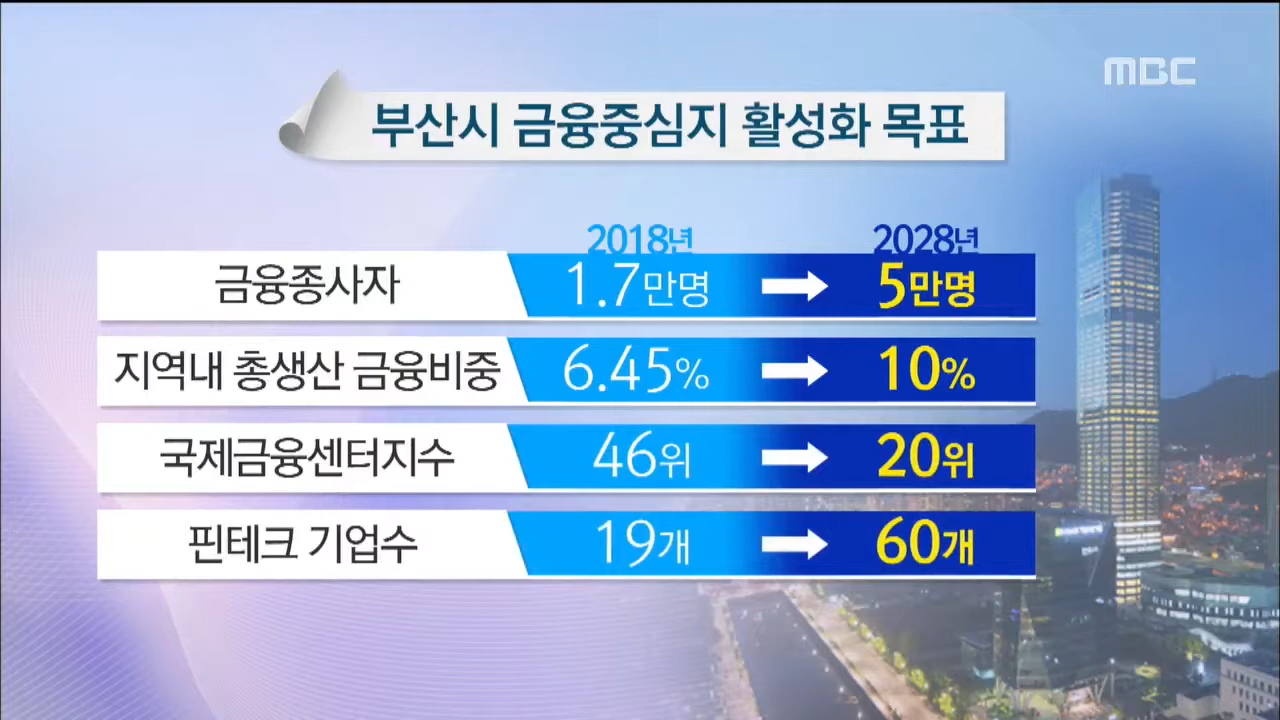 MBC
부산시 금융중심지 활성화 목표
2018년 2028년
금융종사자 1.7만명 5만명
지역내 총생산 금융비중 6.45% 10%
국제금융센터지수 46위 20위
핀테크 기업수 19개 60개